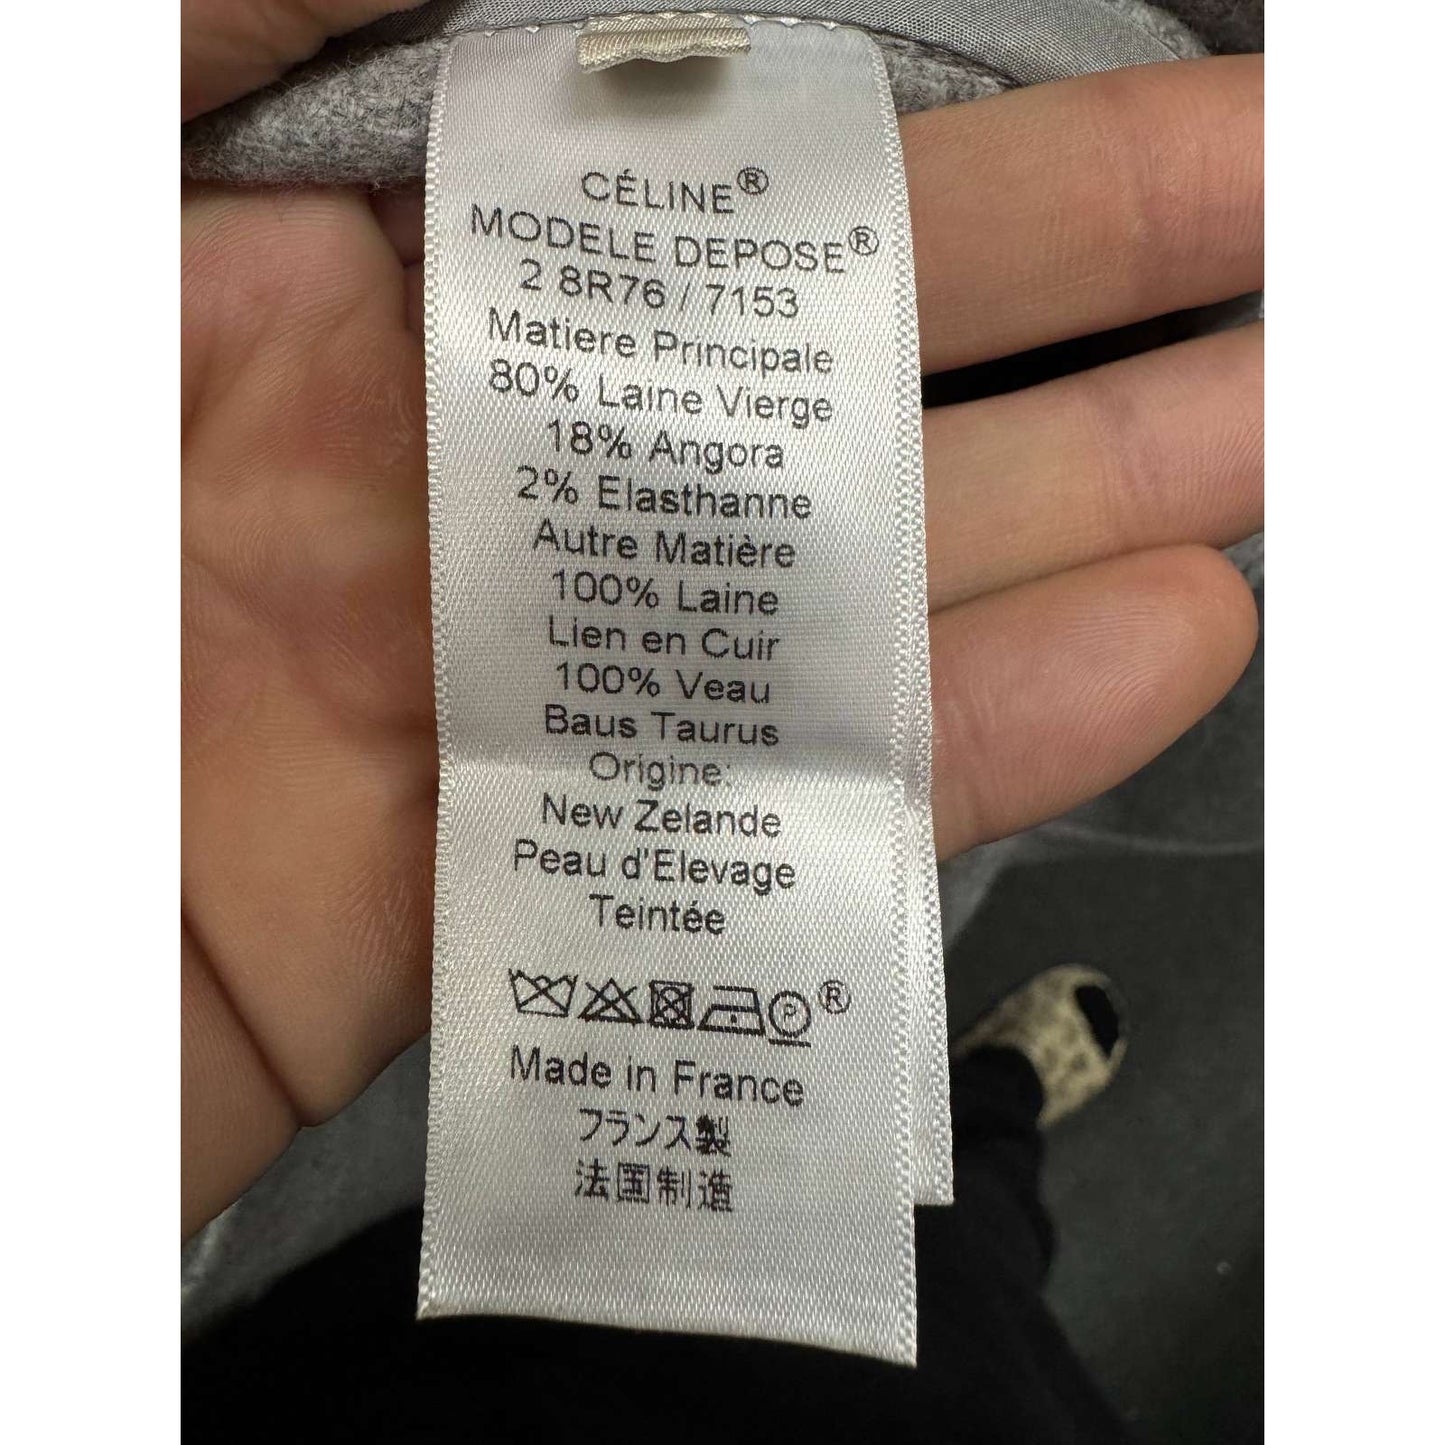 CÉLINE®
MODELE DEPOSE®
2 8R76 / 7153
Matiere Principale
80% Laine Vierge
18% Angora
2% Elasthanne
Autre Matière
100% Laine
Lien en Cuir
100% Veau
Baus Taurus
Origine:
New Zelande
Peau d'Elevage
Teintée
P ®
Made in France
フランス製
法国制造